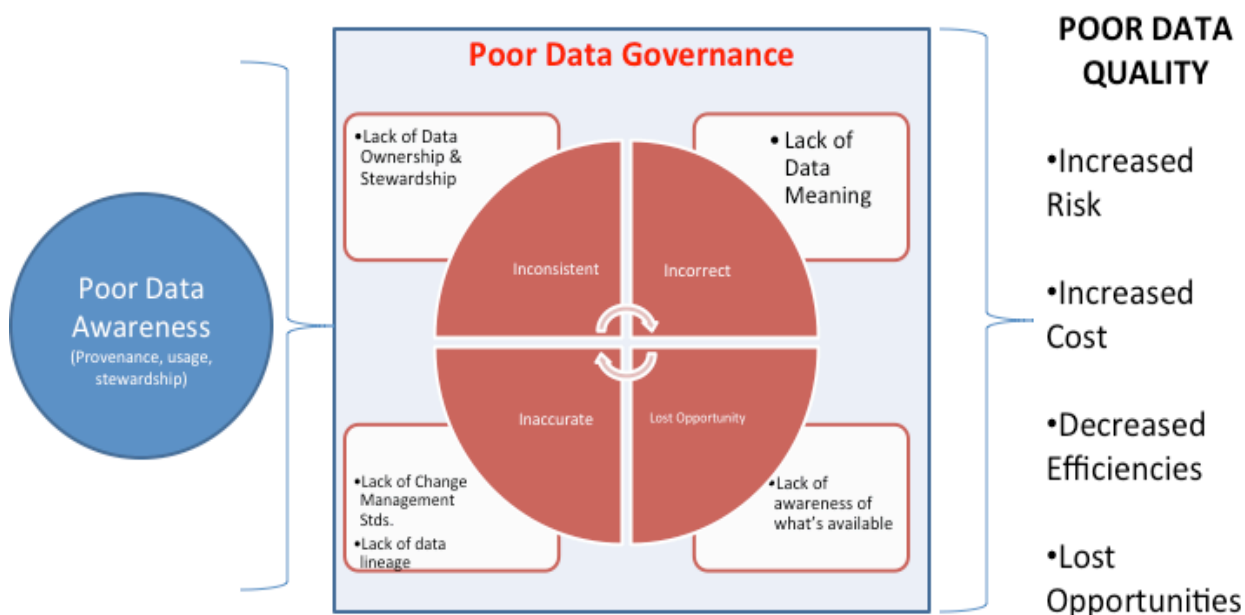 Poor Data Governance
•Lack of Data
Ownership &
Stewardship
• Lack of
Data
Meaning
Inconsistent
Incorrect
Poor Data
Awareness
(Provenance, usage,
stewardship)
Inaccurate
Lost Opportunity
•Lack of Change
Management
Stds.
•Lack of data
lineage
•Lack of
awareness of
what's available
POOR DATA
QUALITY
•Increased
Risk
•Increased
Cost
•Decreased
Efficiencies
•Lost
Opportunities